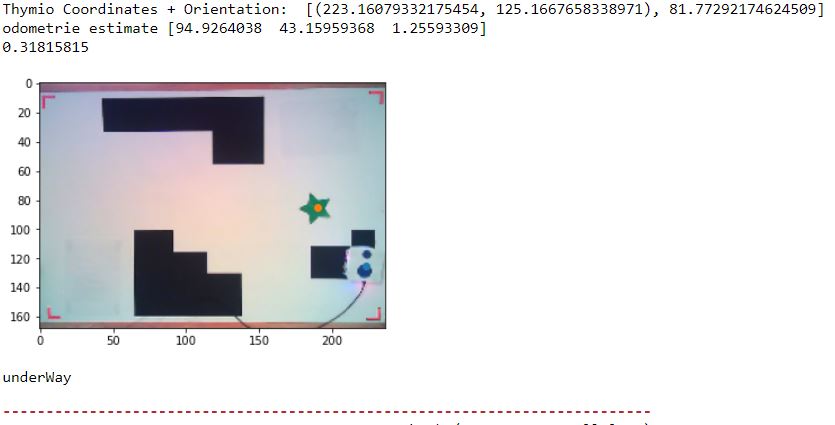 Thymio Coordinates + Orientation:  [(223.16079332175454, 125.1667658338971), 81.77292174624509]
odometrie estimate [94.9264038  43.15959368  1.25593309]
0.31815815
0
20
40
60
80
100
120
140
160
0 50 100 150 200
underWay
---------------------------------------------------------------------------